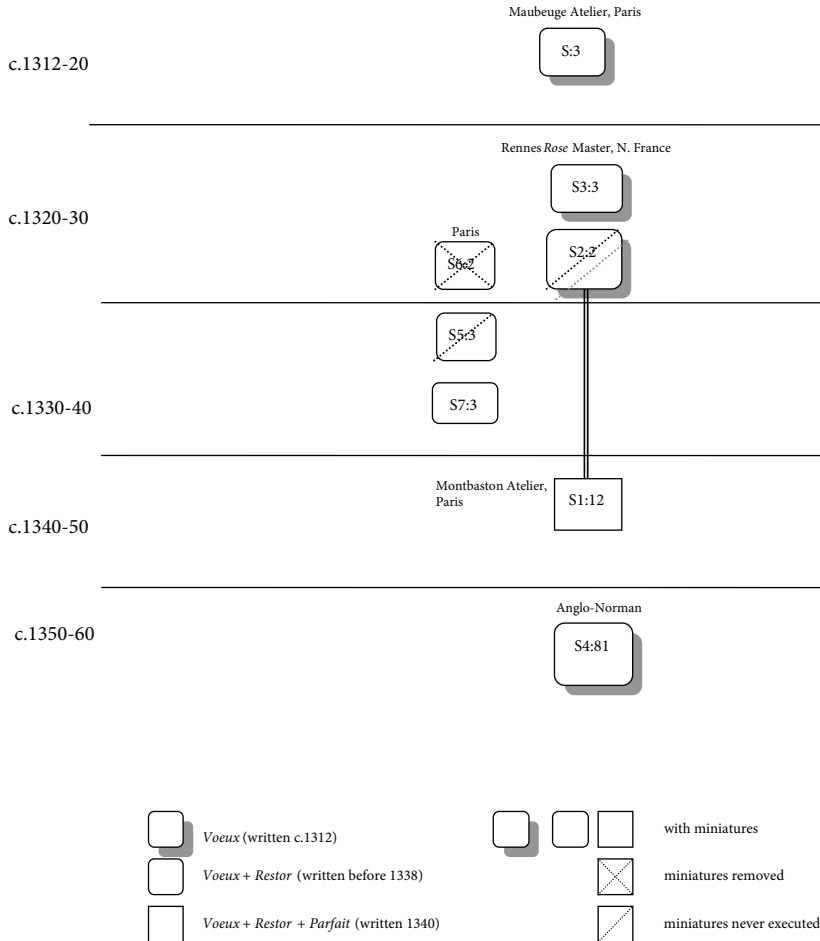 Maubeuge Atelier, Paris
c.1312-20
S:3
Rennes Rose Master, N. France
S3:3
c.1320-30
Paris
S6:2
S2:2
S5:3
c.1330-40
S7:3
Montbaston Atelier,
Paris
S1:12
c.1340-50
Anglo-Norman
c.1350-60
S4:81
Voeux (written c.1312)
with miniatures
Voeux + Restor (written before 1338)
miniatures removed
Voeux + Restor + Parfait (written 1340)
miniatures never executed